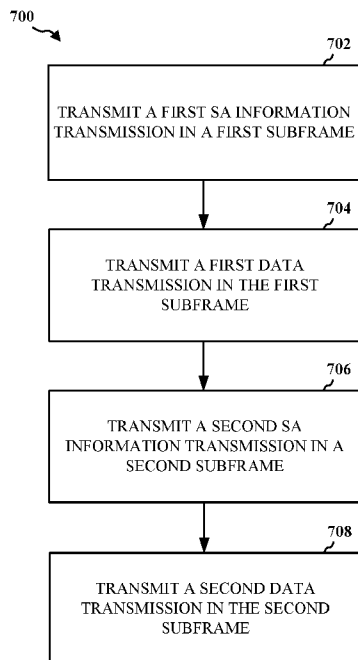 700
702
TRANSMIT A FIRST SA INFORMATION
TRANSMISSION IN A FIRST SUBFRAME
704
TRANSMIT A FIRST DATA
TRANSMISSION IN THE FIRST
SUBFRAME
706
TRANSMIT A SECOND SA
INFORMATION TRANSMISSION IN A
SECOND SUBFRAME
708
TRANSMIT A SECOND DATA
TRANSMISSION IN THE SECOND
SUBFRAME